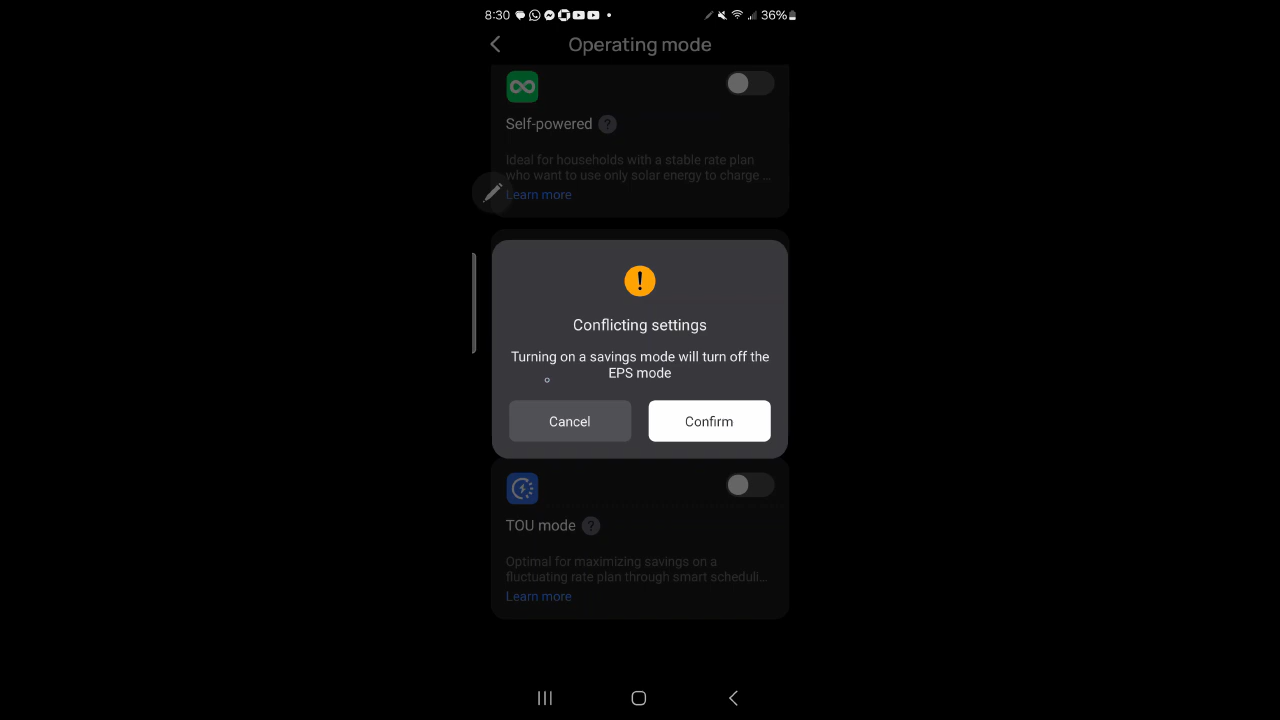 8:30
36%
Operating mode
Self-powered ?
Ideal for households with a stable rate plan
who want to use only solar energy to charge ...
Learn more
!
Conflicting settings
Turning on a savings mode will turn off the
EPS mode
Cancel
Confirm
TOU mode ?
Optimal for maximizing savings on a
fluctuating rate plan through smart scheduli...
Learn more